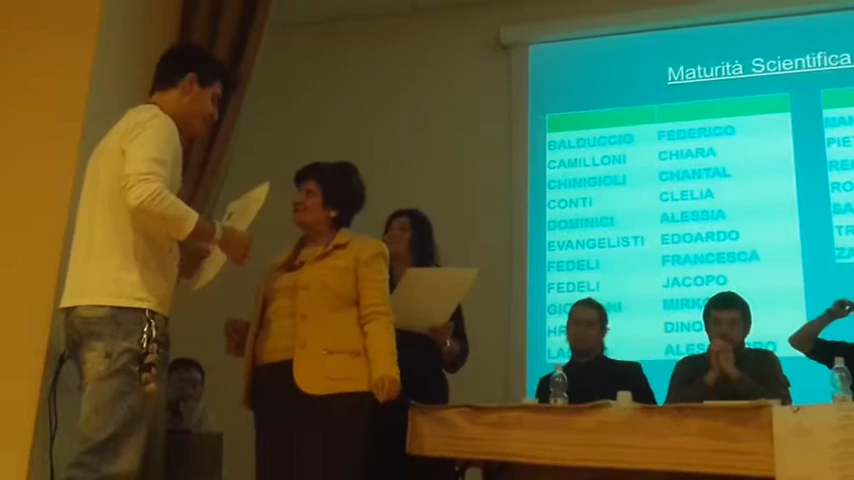 Maturità Scientifica
BALDUCCIO FEDERICO
CAMILLONI CHIARA
CHINIGIOLI CHANTAL
CONTI CLELIA
DOMINICI ALESSIA
EVANGELISTI EDOARDO
FEDELI FRANCESCA
FEDELI JACOPO
MIRK
DINO